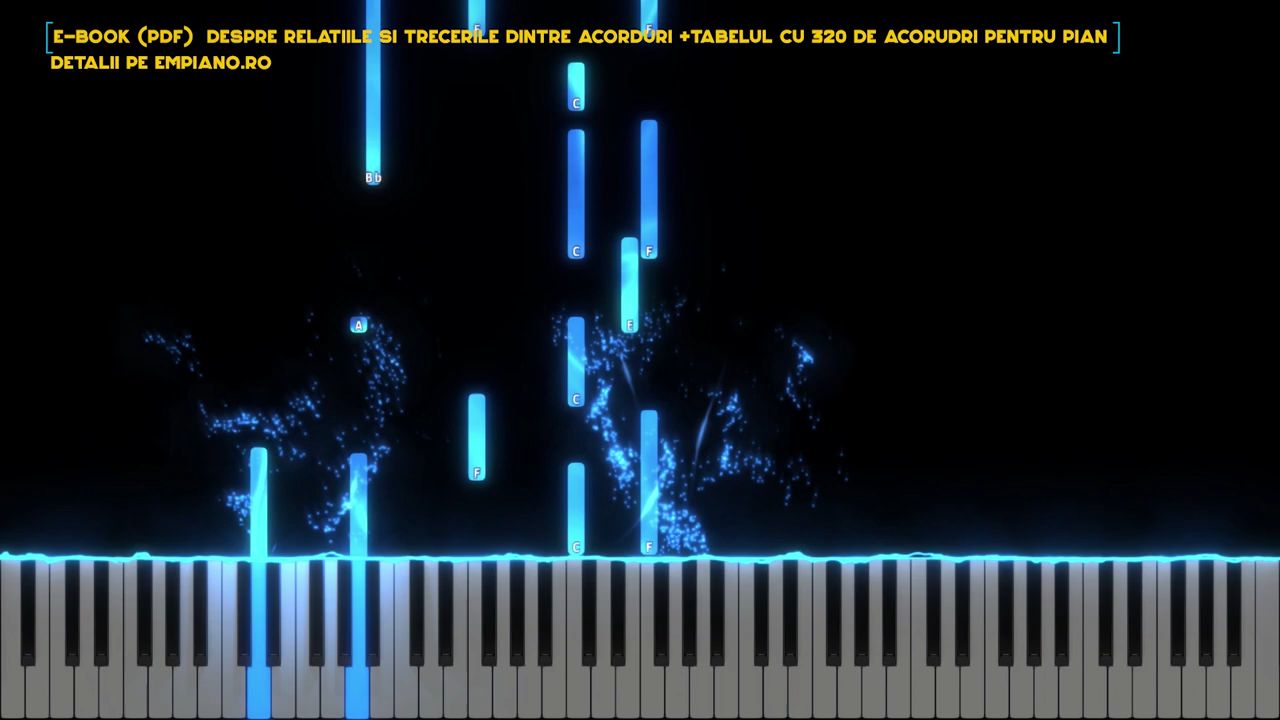 E-BOOK (PDF) DESPRE RELATIILE SI TRECERILE DINTRE ACORDURI +TABELUL CU 320 DE ACORUDRI PENTRU PIAN
DETALII PE EMPIANO.RO
F F
C
Bb
C F
A E
C
F
C F